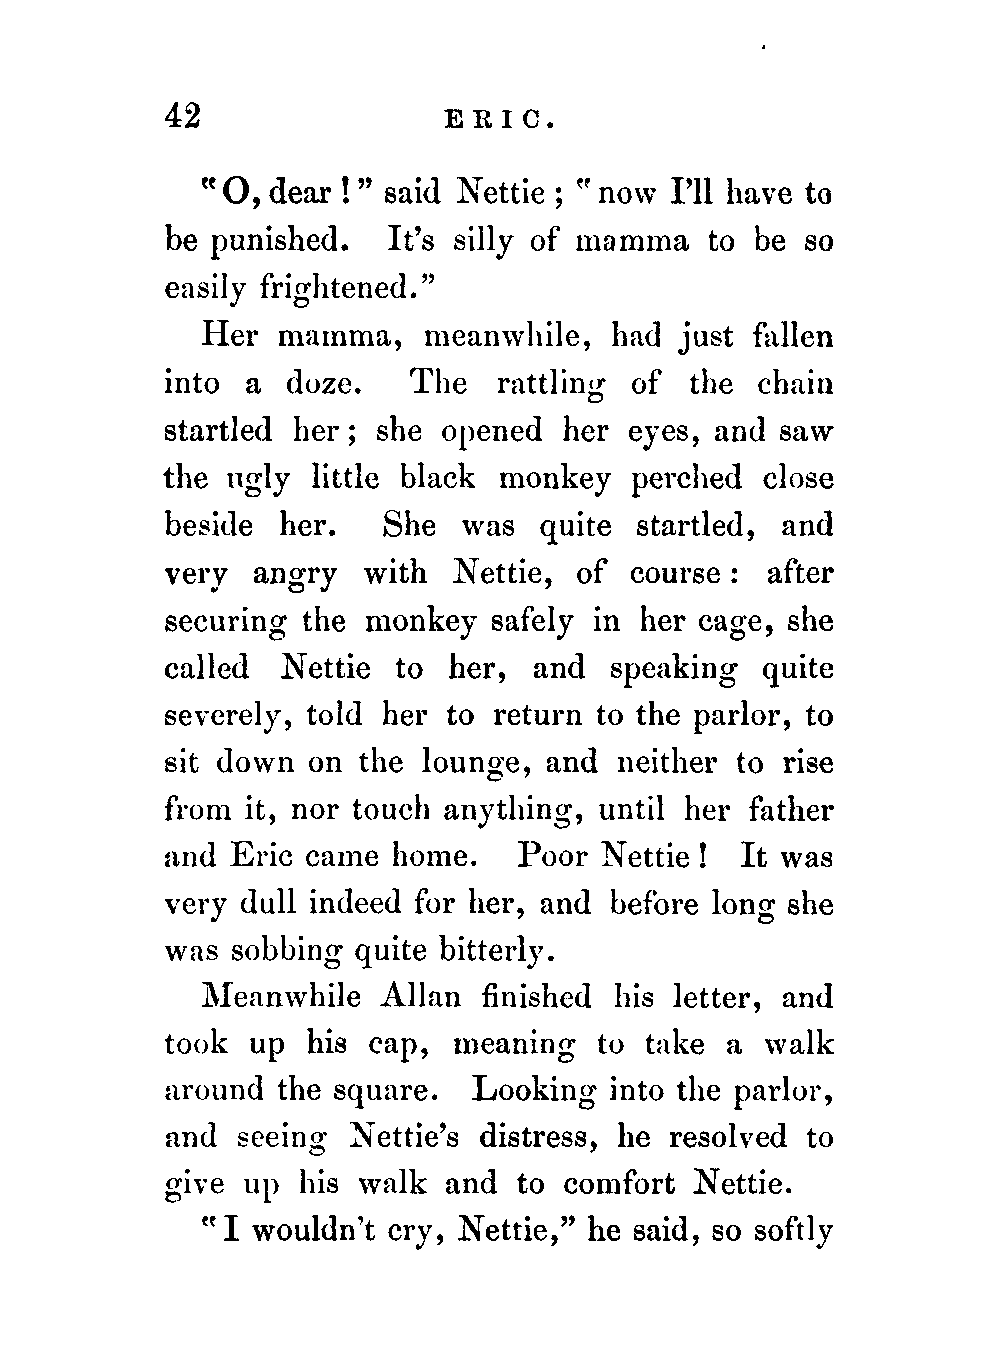 42 ERIC.
"O, dear!" said Nettie; "now I'll have to
be punished. It's silly of mamma to be so
easily frightened."
Her mamma, meanwhile, had just fallen
into a doze. The rattling of the chain
startled her; she opened her eyes, and saw
the ugly little black monkey perched close
beside her. She was quite startled, and
very angry with Nettie, of course: after
securing the monkey safely in her cage, she
called Nettie to her, and speaking quite
severely, told her to return to the parlor, to
sit down on the lounge, and neither to rise
from it, nor touch anything, until her father
and Eric came home. Poor Nettie! It was
very dull indeed for her, and before long she
was sobbing quite bitterly.
Meanwhile Allan finished his letter, and
took up his cap, meaning to take a walk
around the square. Looking into the parlor,
and seeing Nettie's distress, he resolved to
give up his walk and to comfort Nettie.
"I wouldn't cry, Nettie," he said, so softly